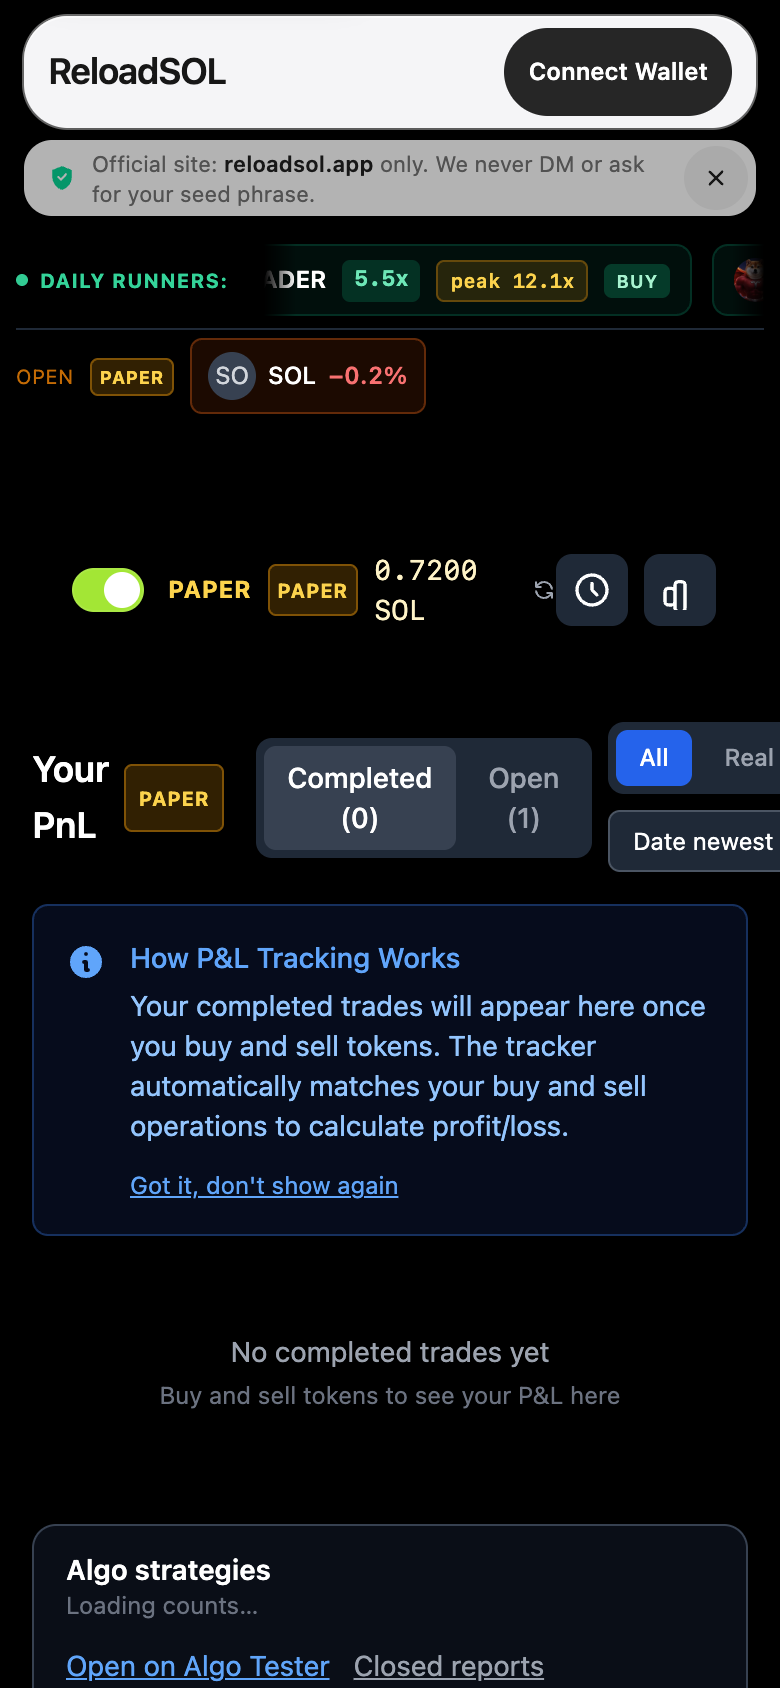 ReloadSOL
Connect Wallet
Official site: reloadsol.app only. We never DM or ask
for your seed phrase.
DAILY RUNNERS:
ADER 5.5x peak 12.1x BUY
OPEN PAPER SO SOL −0.2%
PAPER PAPER 0.7200
SOL
Your
PnL
PAPER
Completed
(0)
Open
(1)
All Real
Date newest
How P&L Tracking Works
Your completed trades will appear here once
you buy and sell tokens. The tracker
automatically matches your buy and sell
operations to calculate profit/loss.
Got it, don't show again
No completed trades yet
Buy and sell tokens to see your P&L here
Algo strategies
Loading counts...
Open on Algo Tester Closed reports